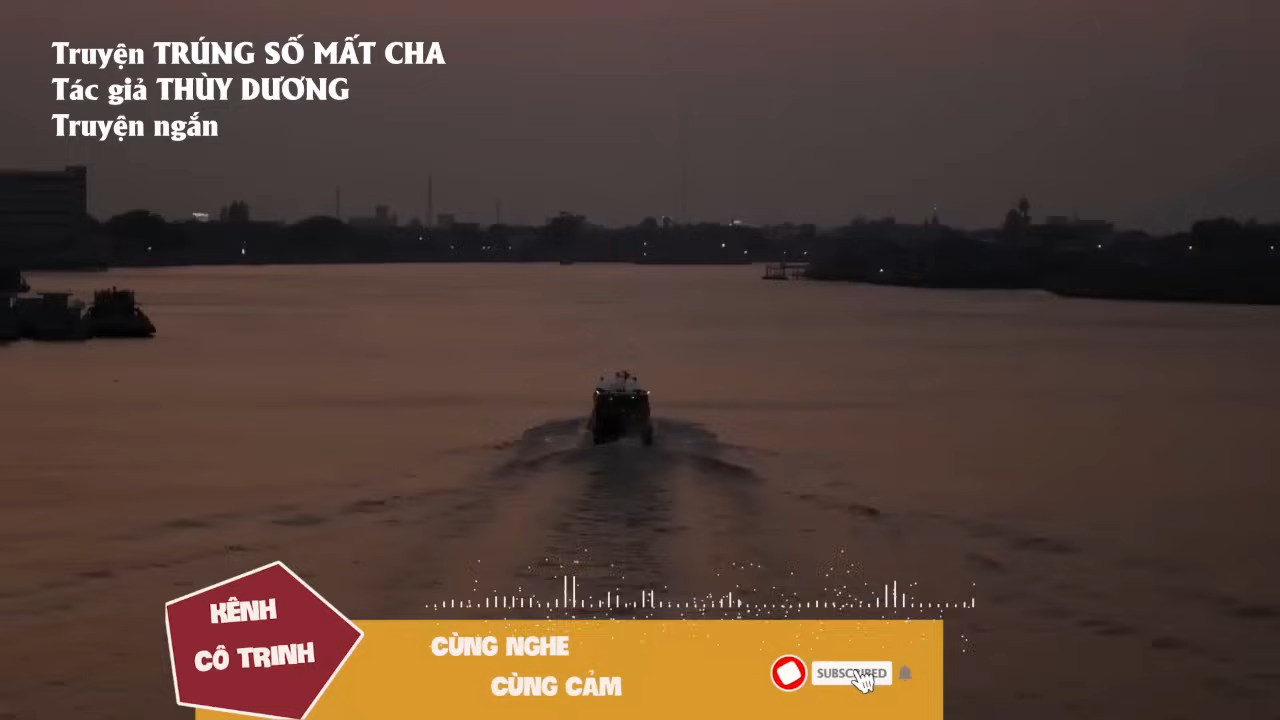 Truyện TRÚNG SỐ MẤT CHA
Tác giả THÙY DƯƠNG
Truyện ngắn
KÊNH
CÔ TRINH
CÙNG NGHE
CÙNG CẢM
SUBSCRIBED